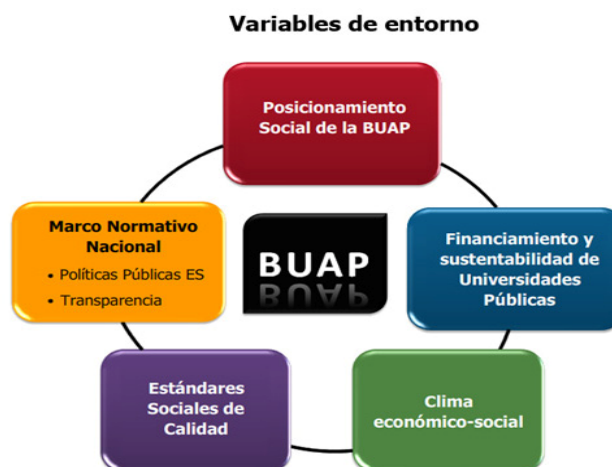 Variables de entorno
Posicionamiento
Social de la BUAP
Marco Normativo
Nacional
• Políticas Públicas ES
• Transparencia
BUAP
Financiamiento y
sustentabilidad de
Universidades
Públicas
Estándares
Sociales de
Calidad
Clima
económico-social